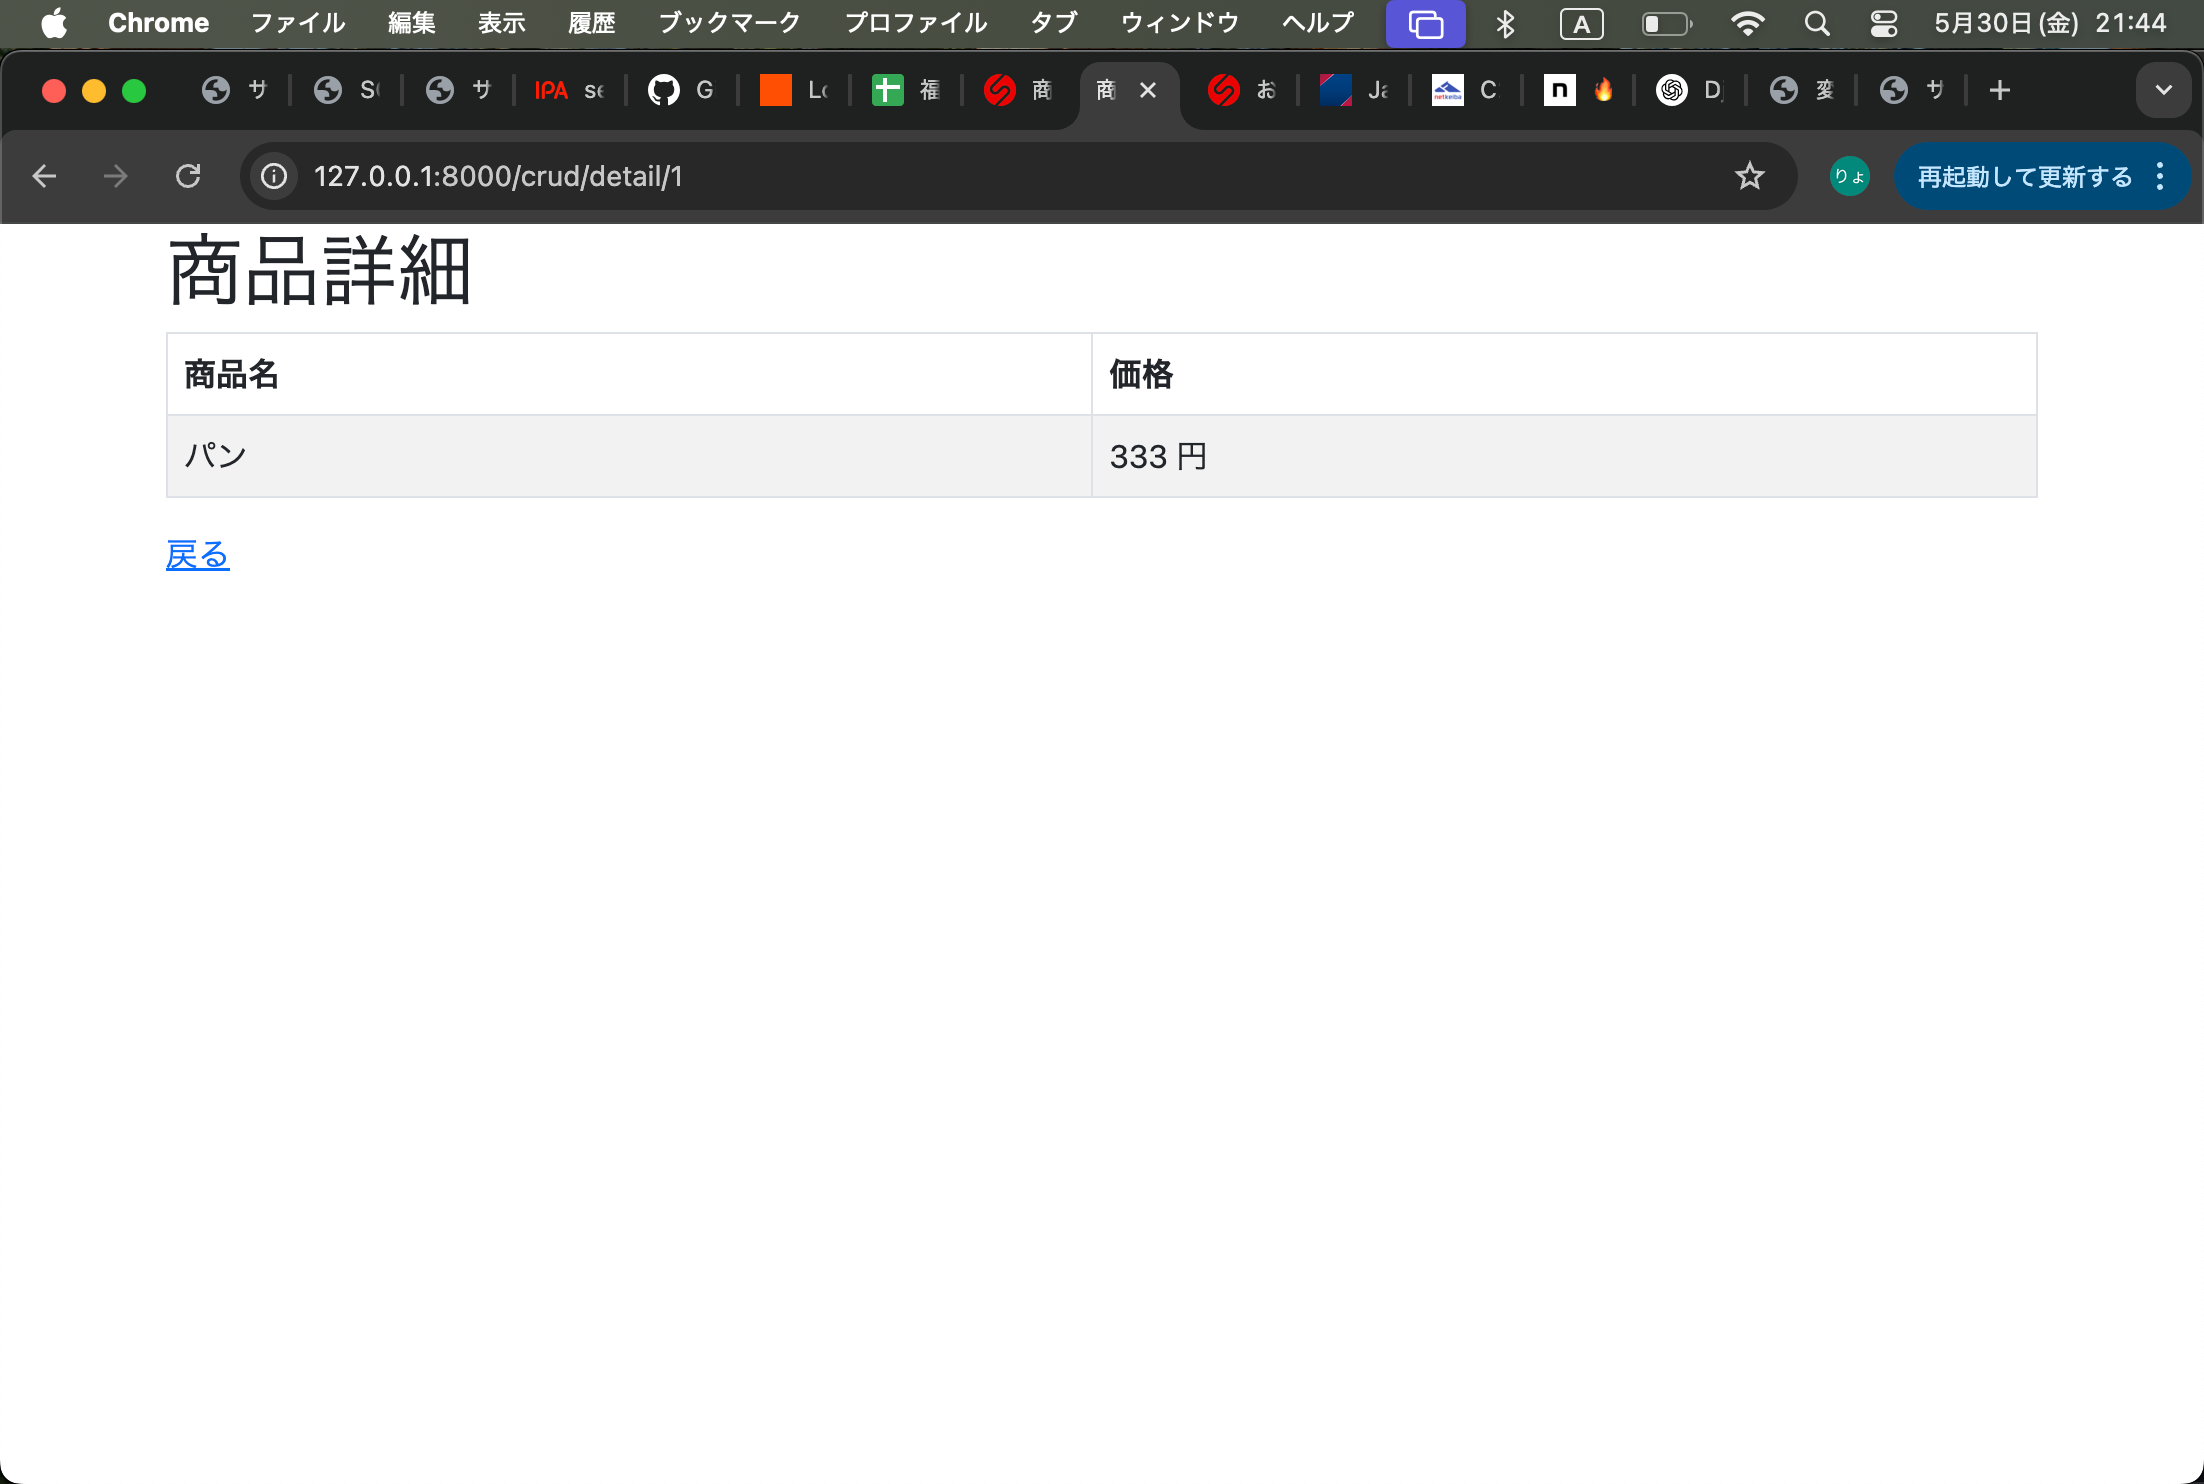 Chrome ファイル 編集 表示 履歴 ブックマーク プロファイル タブ ウィンドウ ヘルプ A 5月30日(金) 21:44
サ S サ IPA se G Lo 福 商 商 お Ja netkeiba C n D 変 サ
127.0.0.1:8000/crud/detail/1 りょ 再起動して更新する
商品詳細
商品名 価格
パン 333 円
戻る